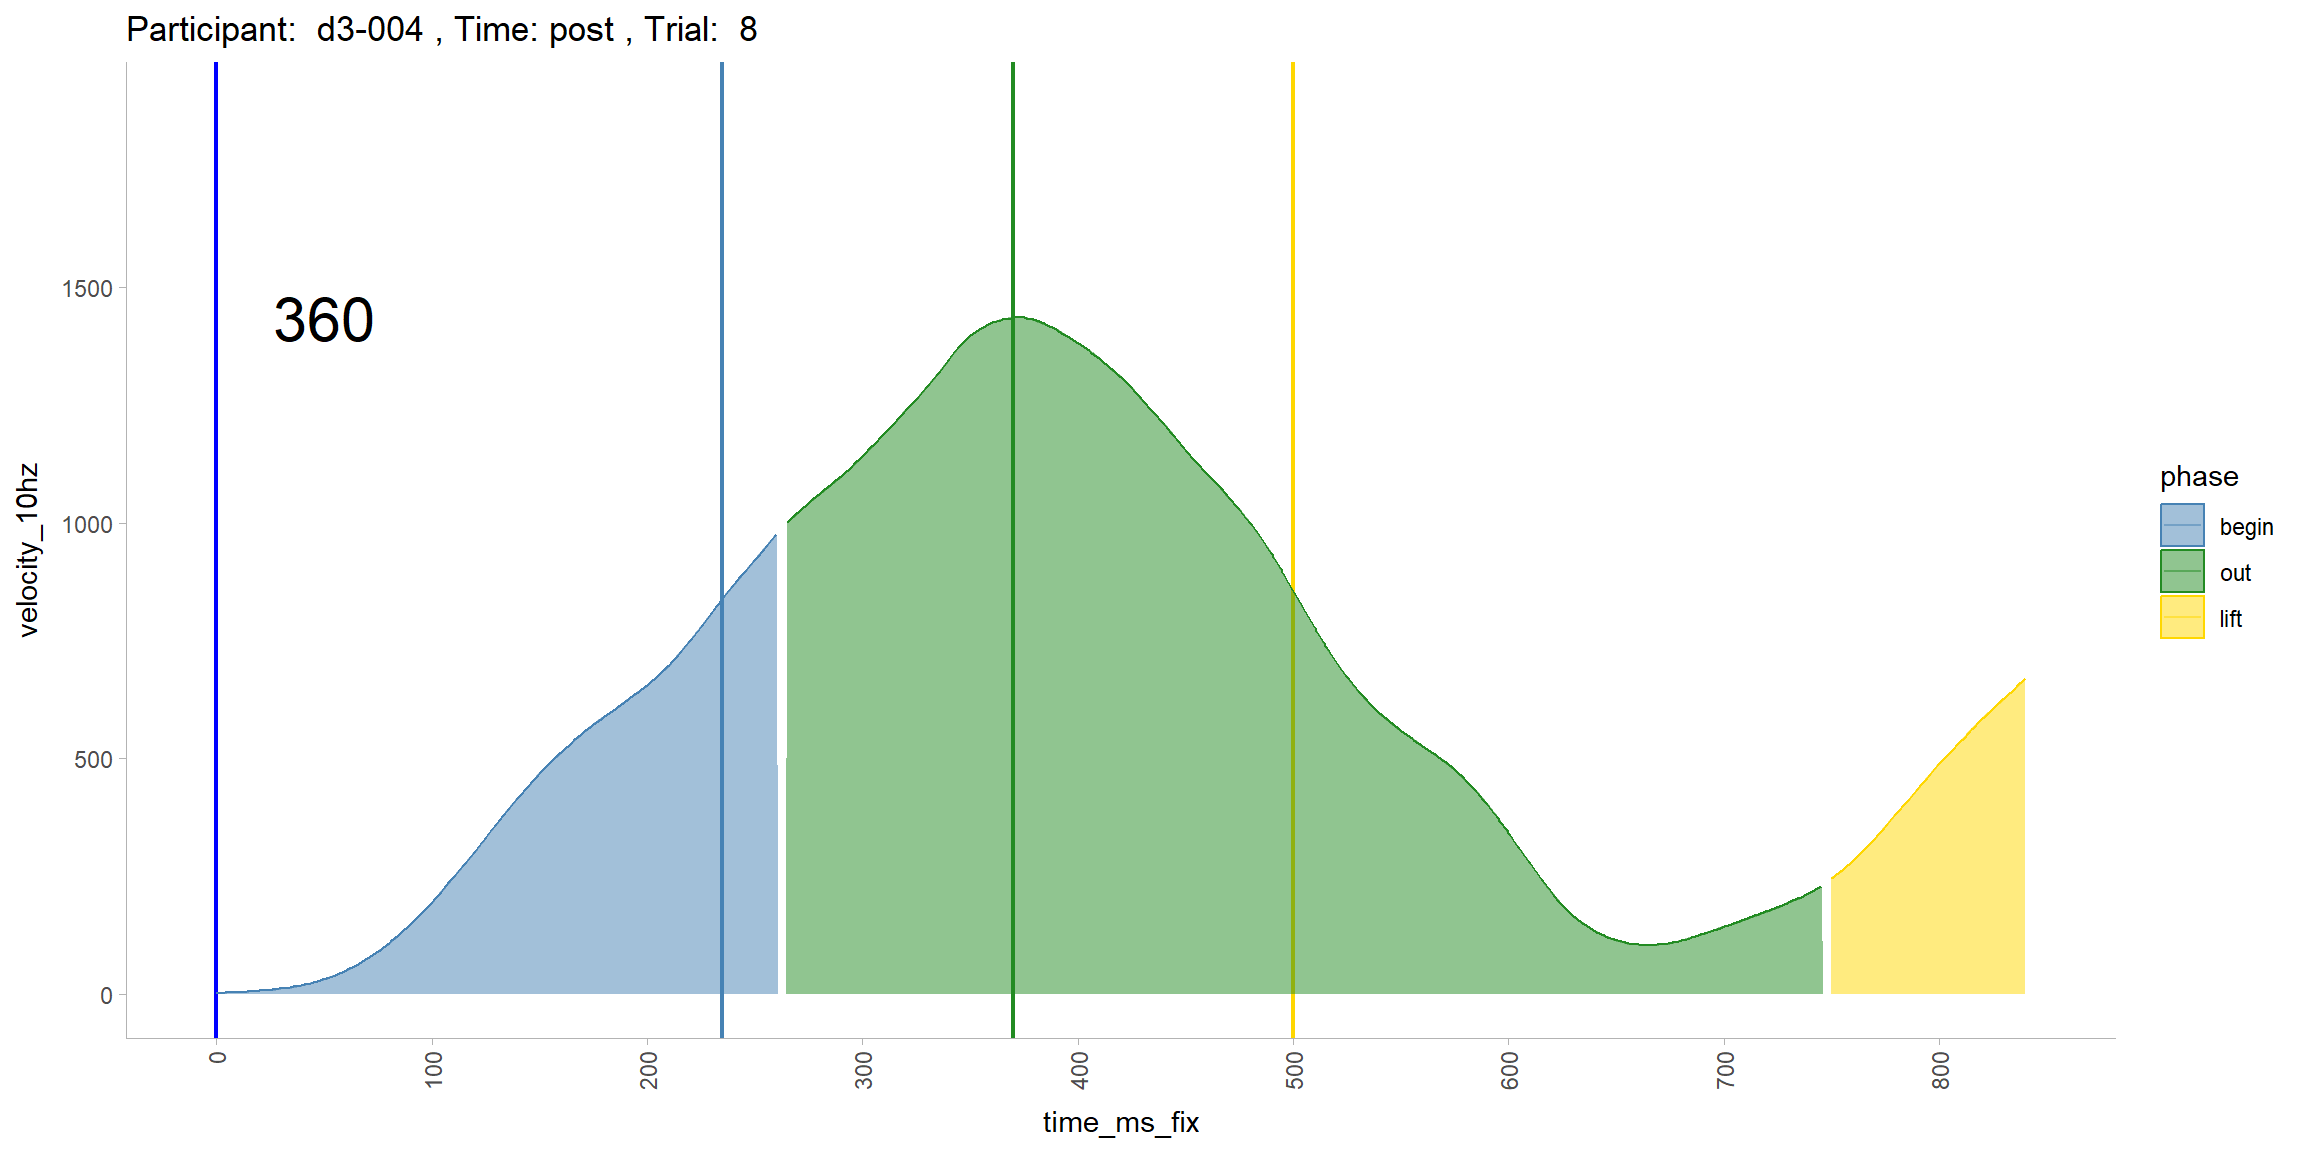 Participant:  d3-004 , Time: post , Trial:  8
360
velocity_10hz
1500
1000
500
0
0
100
200
300
400
500
600
700
800
time_ms_fix
phase
begin
out
lift